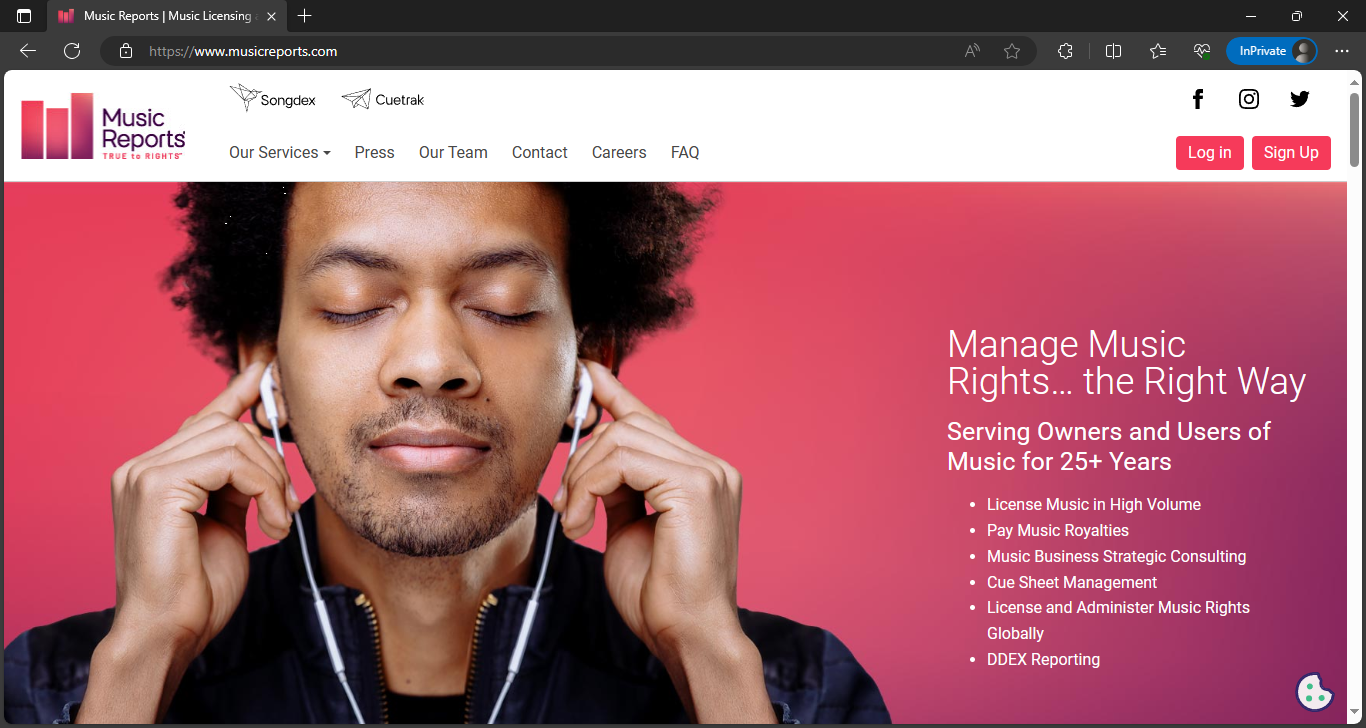 Music Reports | Music Licensing
https://www.musicreports.com
InPrivate
Songdex
Cuetrak
Music
Reports
TRUE to RIGHTS
Our Services
Press
Our Team
Contact
Careers
FAQ
Log in
Sign Up
Manage Music
Rights… the Right Way
Serving Owners and Users of
Music for 25+ Years
• License Music in High Volume
• Pay Music Royalties
• Music Business Strategic Consulting
• Cue Sheet Management
• License and Administer Music Rights
Globally
• DDEX Reporting